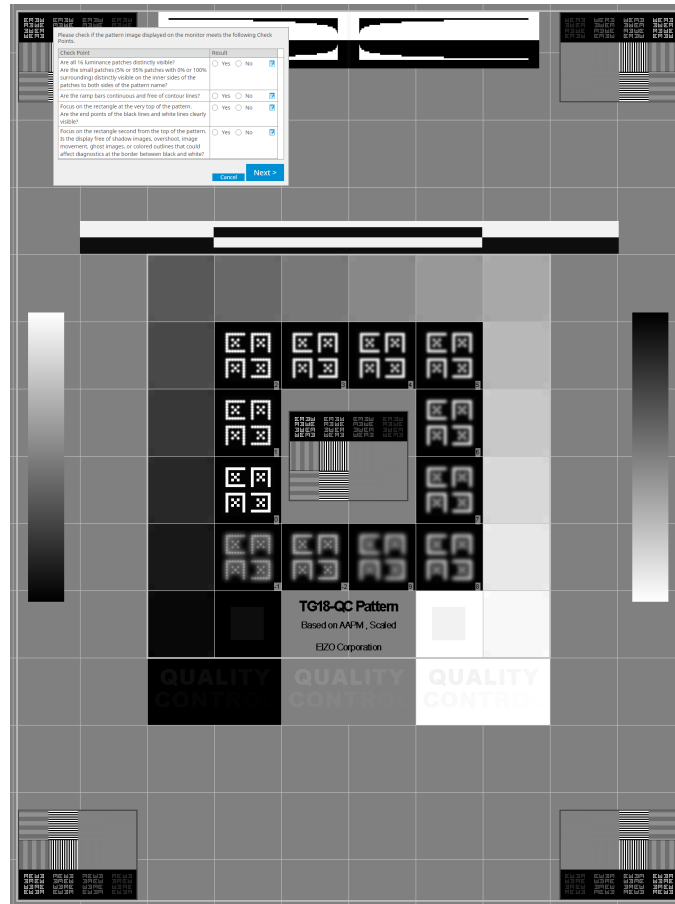 Please check if the pattern image displayed on the monitor meets the following Check
Points.
Check Point Result
Are all 16 luminance patches distinctly visible?
Are the small patches (5% or 95% patches with 0% or 100%
surrounding) distinctly visible on the inner sides of the
patches to both sides of the pattern name?
Yes No
Are the ramp bars continuous and free of contour lines?
Yes No
Focus on the rectangle at the very top of the pattern.
Are the end points of the black lines and white lines clearly
visible?
Yes No
Focus on the rectangle second from the top of the pattern.
Is the display free of shadow images, overshoot, image
movement, ghost images, or colored outlines that could
affect diagnostics at the border between black and white?
Yes No
Cancel Next >
TG18-QC Pattern
Based on AAPM , Scaled
EIZO Corporation
QUALITY QUALITY QUALITY
CONTROL CONTROL CONTROL